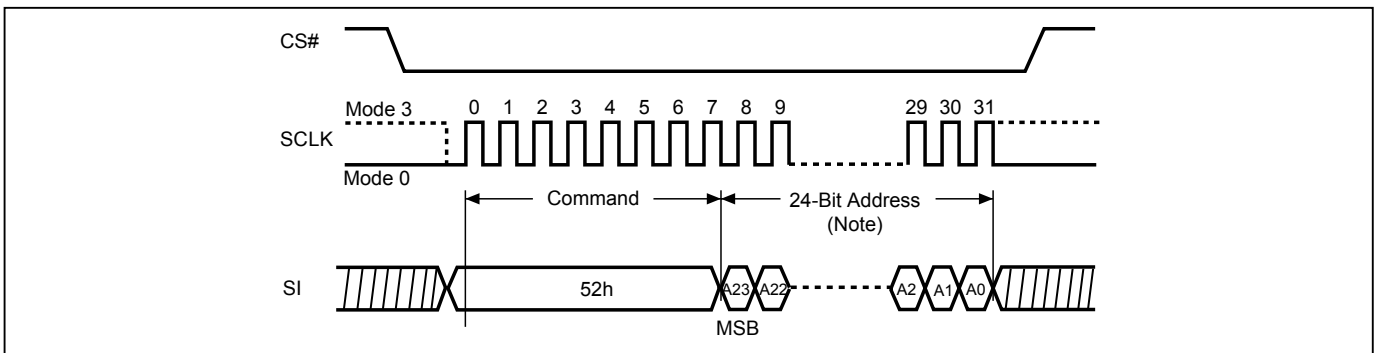 CS#
Mode 3
0 1 2 3 4 5 6 7 8 9 29 30 31
SCLK
Mode 0
Command
24-Bit Address
(Note)
SI
52h
A23 A22 A2 A1 A0
MSB